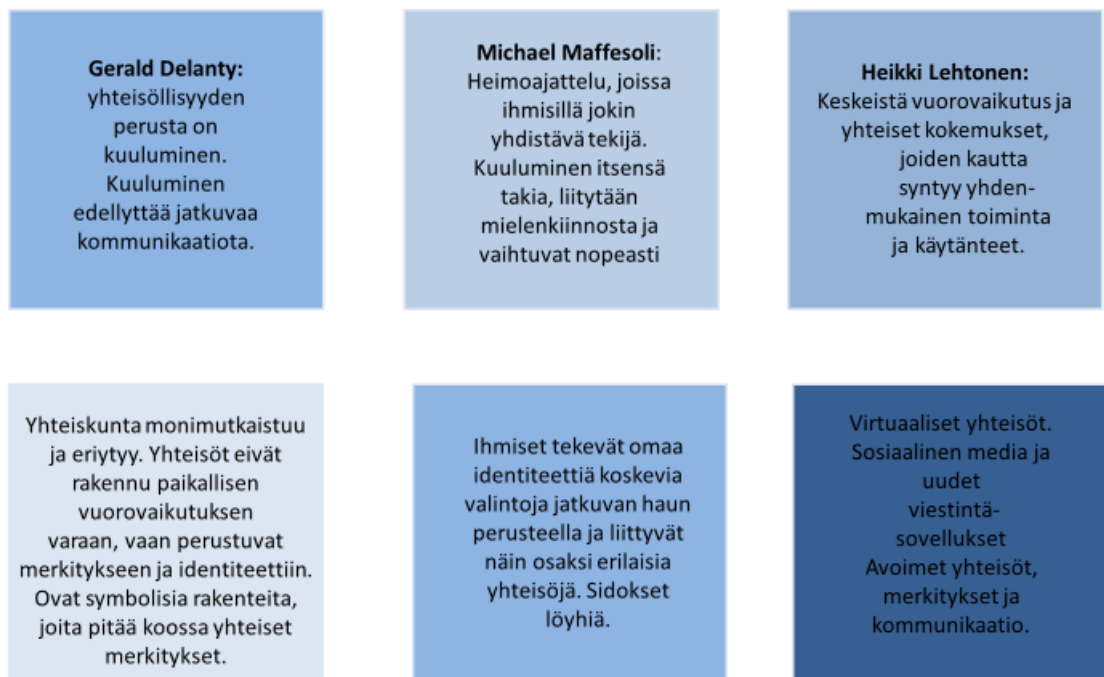 Gerald Delanty:
yhteisöllisyyden
perusta on
kuuluminen.
Kuuluminen
edellyttää jatkuvaa
kommunikaatiota.
Michael Maffesoli:
Heimoajattelu, joissa
ihmisillä jokin
yhdistävä tekijä.
Kuuluminen itsensä
takia, liitytään
mielenkiinnosta ja
vaihtuvat nopeasti
Heikki Lehtonen:
Keskeistä vuorovaikutus ja
yhteiset kokemukset,
joiden kautta
syntyy yhden-
mukainen toiminta
ja käytänteet.
Yhteiskunta monimutkaistuu
ja eriytyy. Yhteisöt eivät
rakennu paikallisen
vuorovaikutuksen
varaan, vaan perustuvat
merkitykseen ja identiteettiin.
Ovat symbolisia rakenteita,
joita pitää koossa yhteiset
merkitykset.
Ihmiset tekevät omaa
identiteettiä koskevia
valintoja jatkuvan haun
perusteella ja liittyvät
näin osaksi erilaisia
yhteisöjä. Sidokset
löyhiä.
Virtuaaliset yhteisöt.
Sosiaalinen media ja
uudet
viestintä-
sovellukset
Avoimet yhteisöt,
merkitykset ja
kommunikaatio.